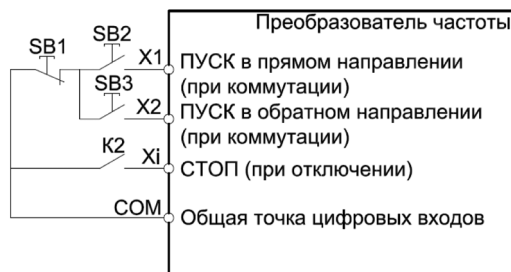 Преобразователь частоты
SB1
SB2
X1
ПУСК в прямом направлении
(при коммутации)
SB3
X2
ПУСК в обратном направлении
(при коммутации)
К2
Xi
СТОП (при отключении)
COM
Общая точка цифровых входов